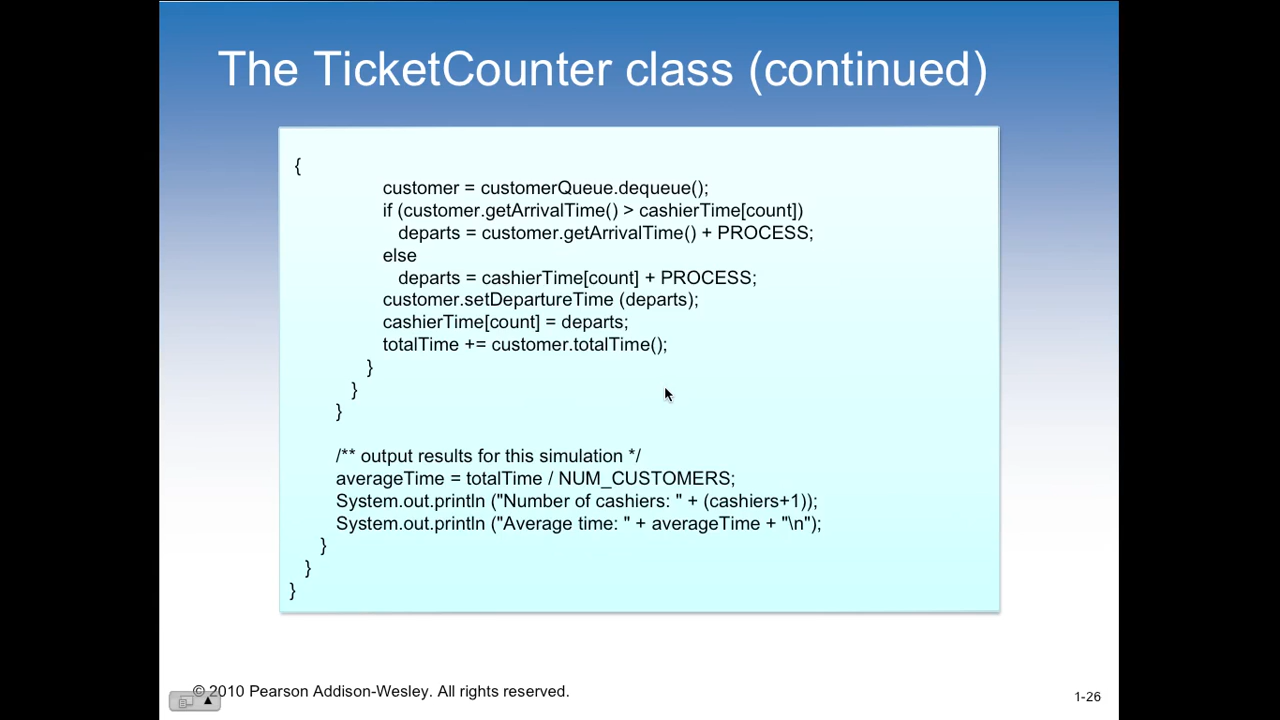 The TicketCounter class (continued)
{
customer = customerQueue.dequeue();
if (customer.getArrivalTime() > cashierTime[count])
departs = customer.getArrivalTime() + PROCESS;
else
departs = cashierTime[count] + PROCESS;
customer.setDepartureTime (departs);
cashierTime[count] = departs;
totalTime += customer.totalTime();
}
}
}
/** output results for this simulation */
averageTime = totalTime / NUM_CUSTOMERS;
System.out.println ("Number of cashiers: " + (cashiers+1));
System.out.println ("Average time: " + averageTime + "\n");
}
}
}
© 2010 Pearson Addison-Wesley. All rights reserved.
1-26